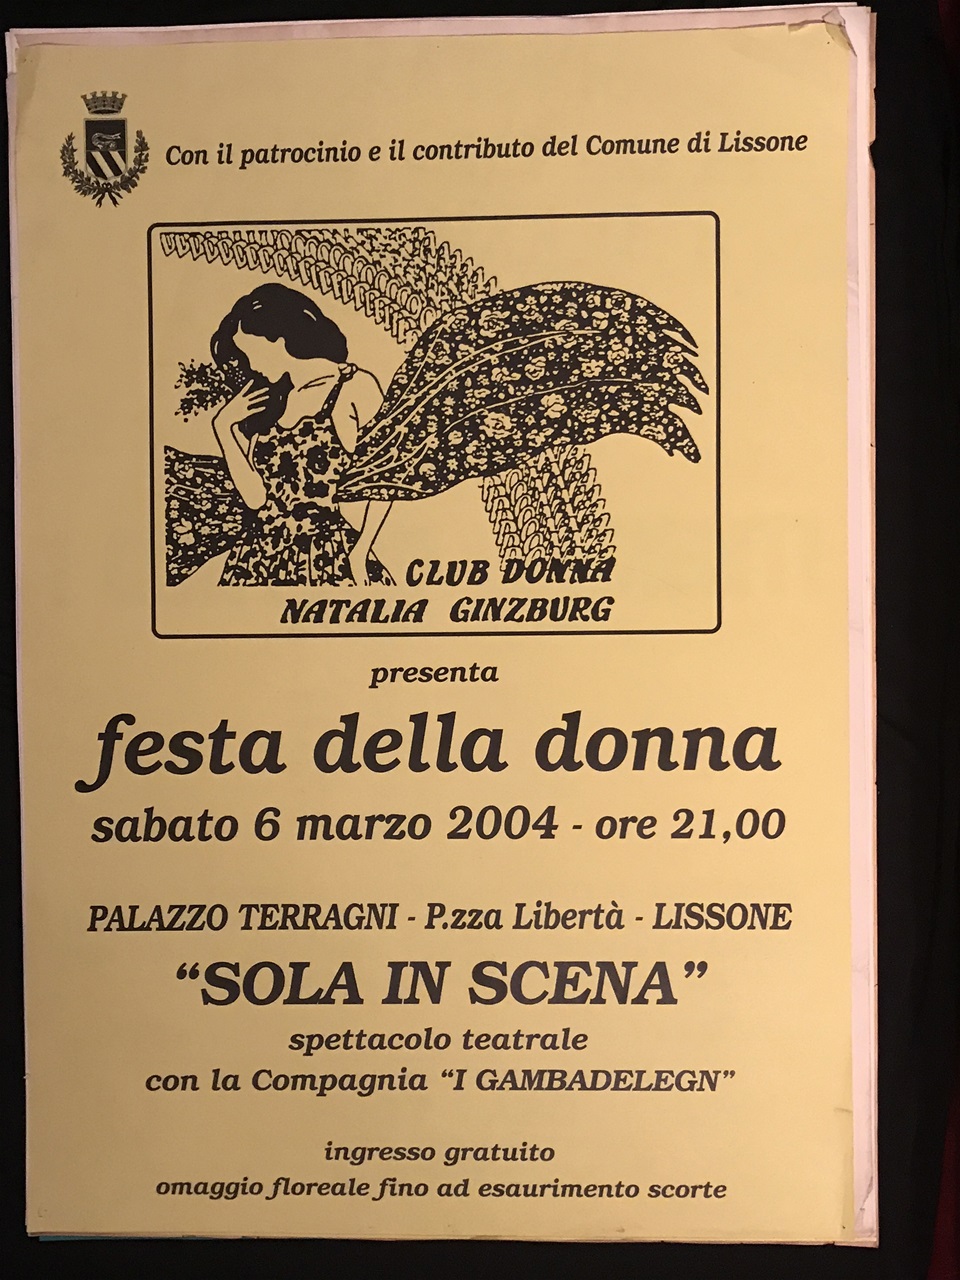 Con il patrocinio e il contributo del Comune di Lissone
CLUB DONNA
NATALIA GINZBURG
presenta
festa della donna
sabato 6 marzo 2004 - ore 21,00
PALAZZO TERRAGNI - P.zza Libertà - LISSONE
"SOLA IN SCENA"
spettacolo teatrale
con la Compagnia "I GAMBADELEGN"
ingresso gratuito
omaggio floreale fino ad esaurimento scorte